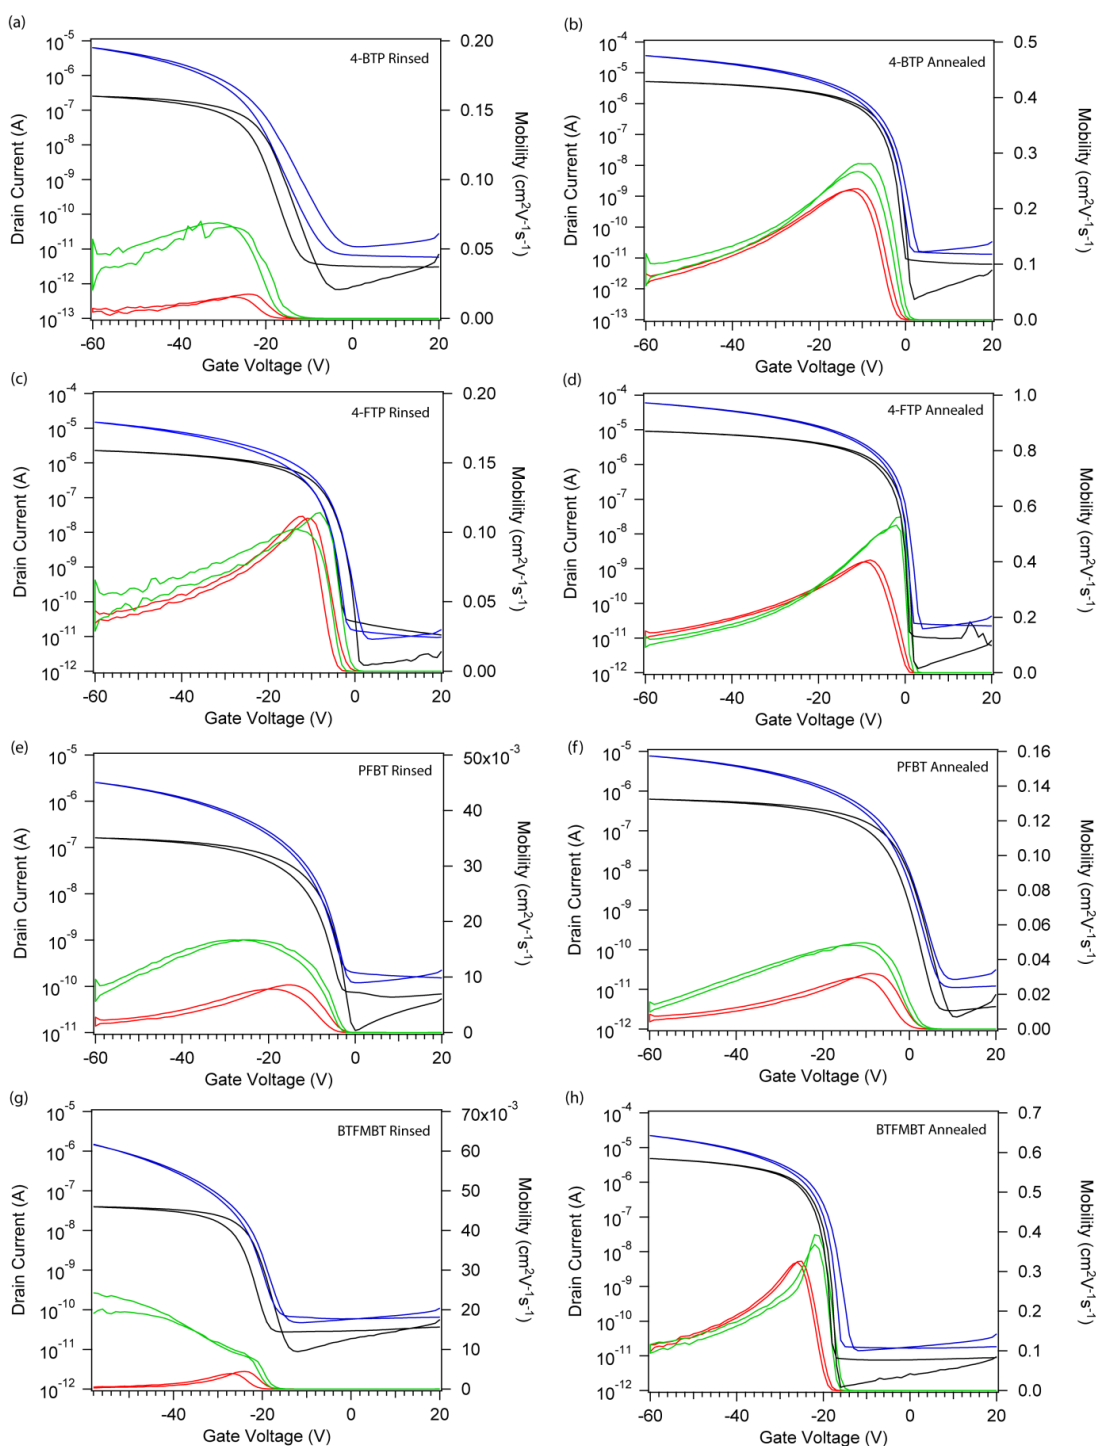 (a)
4-BTP Rinsed
10⁻⁵
10⁻⁶
10⁻⁷
10⁻⁸
10⁻⁹
10⁻¹⁰
10⁻¹¹
10⁻¹²
10⁻¹³
Drain Current (A)
0.20
0.15
0.10
0.05
0.00
Mobility (cm²V⁻¹s⁻¹)
-60 -40 -20 0 20
Gate Voltage (V)
(b)
4-BTP Annealed
10⁻⁴
10⁻⁵
10⁻⁶
10⁻⁷
10⁻⁸
10⁻⁹
10⁻¹⁰
10⁻¹¹
10⁻¹²
10⁻¹³
Drain Current (A)
0.5
0.4
0.3
0.2
0.1
0.0
Mobility (cm²V⁻¹s⁻¹)
-60 -40 -20 0 20
Gate Voltage (V)
(c)
4-FTP Rinsed
10⁻⁴
10⁻⁵
10⁻⁶
10⁻⁷
10⁻⁸
10⁻⁹
10⁻¹⁰
10⁻¹¹
10⁻¹²
Drain Current (A)
0.20
0.15
0.10
0.05
0.00
Mobility (cm²V⁻¹s⁻¹)
-60 -40 -20 0 20
Gate Voltage (V)
(d)
4-FTP Annealed
10⁻⁴
10⁻⁵
10⁻⁶
10⁻⁷
10⁻⁸
10⁻⁹
10⁻¹⁰
10⁻¹¹
10⁻¹²
Drain Current (A)
1.0
0.8
0.6
0.4
0.2
0.0
Mobility (cm²V⁻¹s⁻¹)
-60 -40 -20 0 20
Gate Voltage (V)
(e)
PFBT Rinsed
10⁻⁵
10⁻⁶
10⁻⁷
10⁻⁸
10⁻⁹
10⁻¹⁰
10⁻¹¹
Drain Current (A)
50x10⁻³
40
30
20
10
0
Mobility (cm²V⁻¹s⁻¹)
-60 -40 -20 0 20
Gate Voltage (V)
(f)
PFBT Annealed
10⁻⁵
10⁻⁶
10⁻⁷
10⁻⁸
10⁻⁹
10⁻¹⁰
10⁻¹¹
10⁻¹²
Drain Current (A)
0.16
0.14
0.12
0.10
0.08
0.06
0.04
0.02
0.00
Mobility (cm²V⁻¹s⁻¹)
-60 -40 -20 0 20
Gate Voltage (V)
(g)
BTFMBT Rinsed
10⁻⁵
10⁻⁶
10⁻⁷
10⁻⁸
10⁻⁹
10⁻¹⁰
10⁻¹¹
10⁻¹²
Drain Current (A)
70x10⁻³
60
50
40
30
20
10
0
Mobility (cm²V⁻¹s⁻¹)
-40 -20 0 20
Gate Voltage (V)
(h)
BTFMBT Annealed
10⁻⁴
10⁻⁵
10⁻⁶
10⁻⁷
10⁻⁸
10⁻⁹
10⁻¹⁰
10⁻¹¹
10⁻¹²
Drain Current (A)
0.7
0.6
0.5
0.4
0.3
0.2
0.1
0.0
Mobility (cm²V⁻¹s⁻¹)
-60 -40 -20 0 20
Gate Voltage (V)